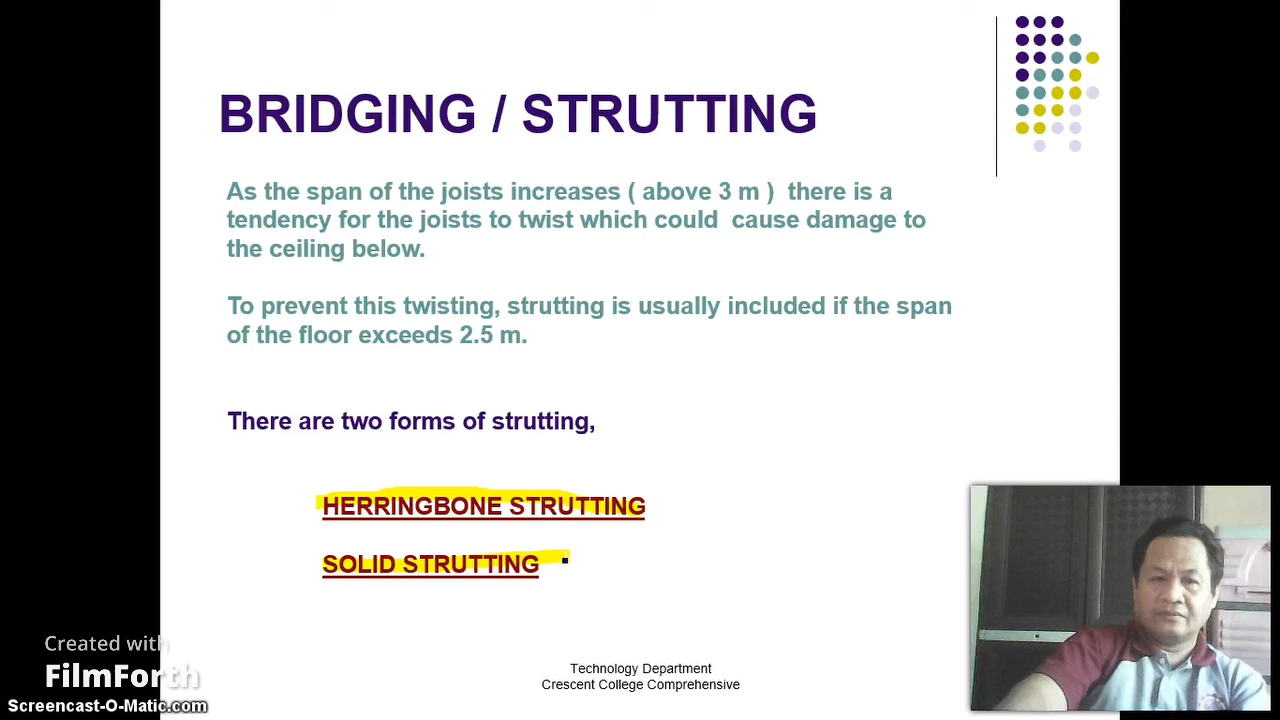 BRIDGING / STRUTTING
As the span of the joists increases ( above 3 m )  there is a
tendency for the joists to twist which could  cause damage to
the ceiling below.
To prevent this twisting, strutting is usually included if the span
of the floor exceeds 2.5 m.
There are two forms of strutting,
HERRINGBONE STRUTTING
SOLID STRUTTING
Created with
FilmForth
Screencast-O-Matic.com
Technology Department
Crescent College Comprehensive